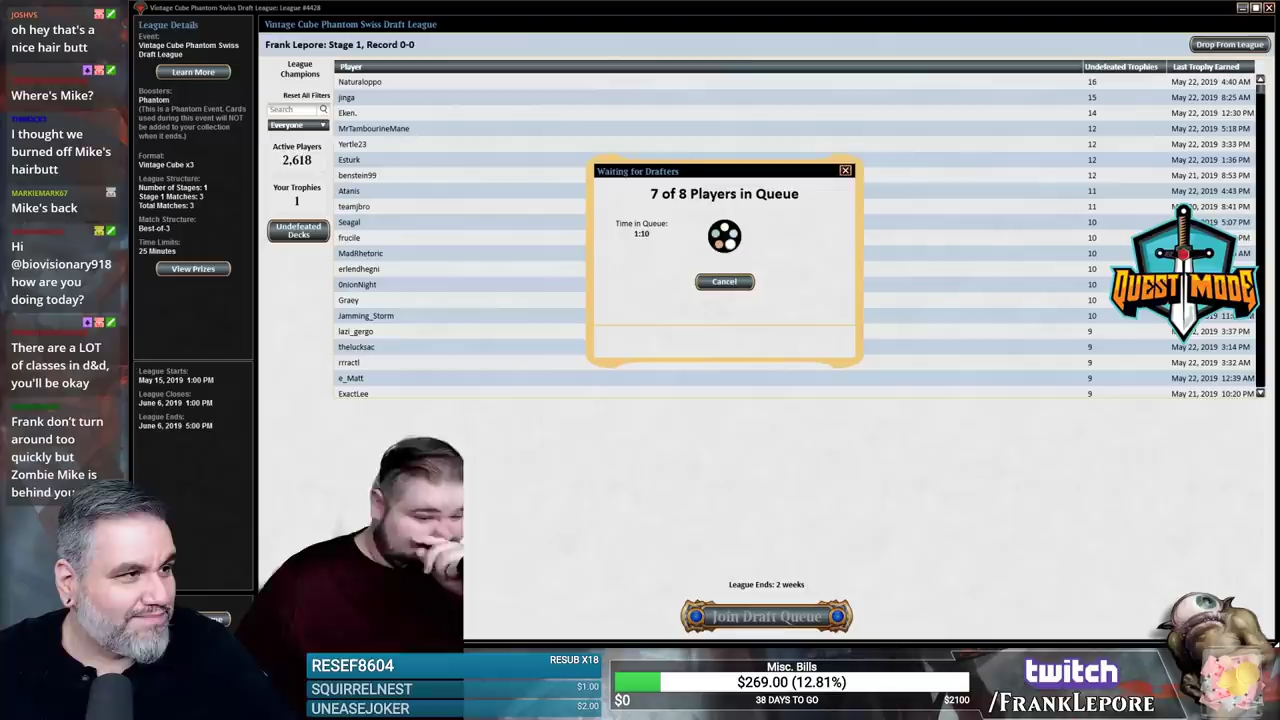 Vintage Cube Phantom Swiss Draft League: League #4428
JOSHVS
oh hey that's a
nice hair butt
Where's Mike?
I thought we
burned off Mike's
hairbutt
MARKIEMARK67
Mike's back
Hi
@biovisionary918
how are you
doing today?
There are a LOT
of classes in r&d,
you'll be ok
Frank don't turn
around too
quickly but
Zombie Mike is
behind you
League Details
Event:
Vintage Cube Phantom Swiss
Draft League
Learn More
Boosters:
Phantom
(This is a Phantom Event. Cards
used during this event will NOT
be added to your collection
when it ends.)
Format:
Vintage Cube x3
League Structure:
Number of Stages: 1
Stage 1 Matches: 3
Total Matches: 3
Match Structure:
Best-of-3
Time Limits:
25 Minutes
View Prizes
League Starts:
May 15, 2019 1:00 PM
League Closes:
June 6, 2019 1:00 PM
League Ends:
June 6, 2019 5:00 PM
Vintage Cube Phantom Swiss Draft League
Frank Lepore: Stage 1, Record 0-0
Drop From League
League
Champions
Reset All Filters
Search
Everyone
Active Players
2,618
Your Trophies
1
Undefeated
Decks
Player Undefeated Trophies Last Trophy Earned
Naturaloppo 16 May 22, 2019 4:40 AM
jinga 15 May 22, 2019 8:25 AM
Eken. 14 May 22, 2019 12:30 PM
MrTambourineMane 12 May 22, 2019 5:18 PM
Yertle23 12 May 22, 2019 3:33 PM
Esturk 12 May 22, 2019 1:36 PM
benstein99 12 May 21, 2019 8:53 PM
Atanis 11 May 22, 2019 4:43 PM
teamjbro 11 8:41 PM
Seagal 10 5:07 PM
frucile 10 PM
MadRhetoric 10
erlendhegni 10
0nionNight 10
Graey 10
Jamming_Storm 10
lazi_gergo 9 May 22, 2019 3:37 PM
thelucksac 9 May 22, 2019 3:14 PM
rrractl 9 May 22, 2019 3:32 AM
e_Matt 9 May 22, 2019 12:39 AM
ExactLee 9 May 21, 2019 10:20 PM
Waiting for Drafters
7 of 8 Players in Queue
Time in Queue:
1:10
Cancel
QUEST MODE
League Ends: 2 weeks
Join Draft Queue
RESEF8604 RESUB X18
SQUIRRELNEST $1.00
UNEASEJOKER $2.00
Misc. Bills
$269.00 (12.81%)
$0 38 DAYS TO GO $2100
twitch
/FrankLepore